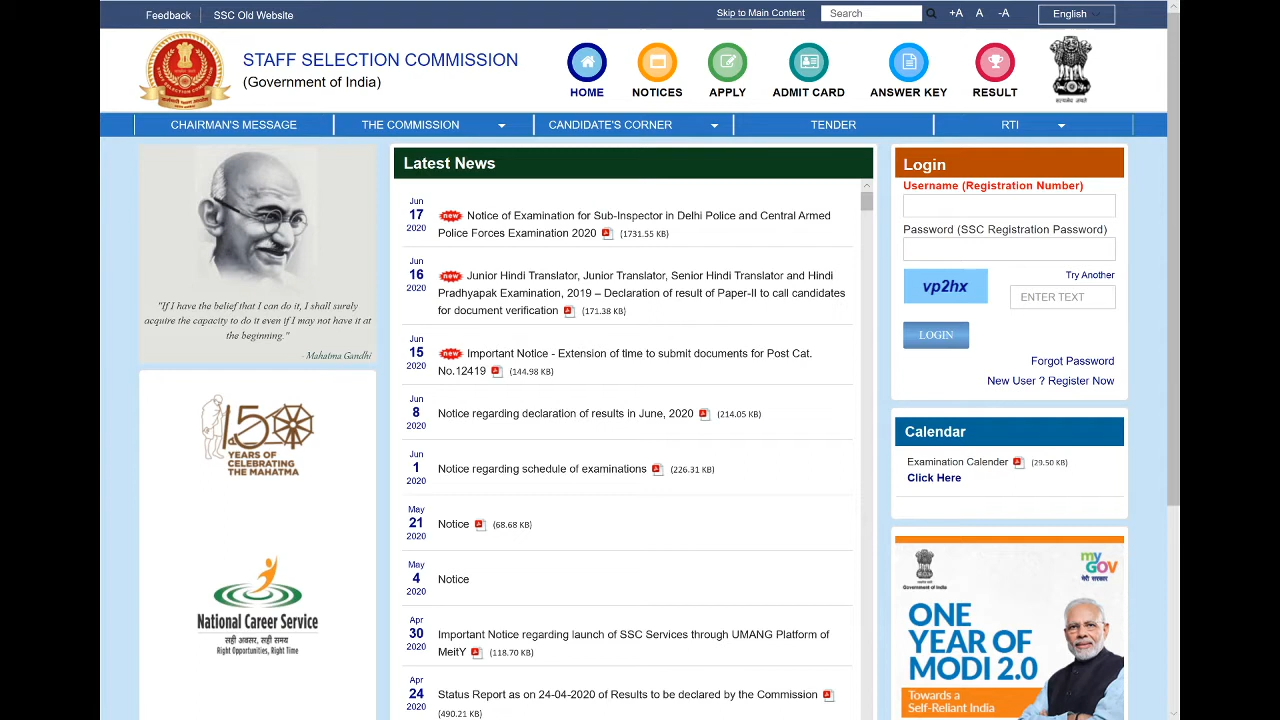 Feedback
SSC Old Website
Skip to Main Content
Search
+A A -A
English
STAFF SELECTION COMMISSION
(Government of India)
HOME
NOTICES
APPLY
ADMIT CARD
ANSWER KEY
RESULT
CHAIRMAN'S MESSAGE
THE COMMISSION
CANDIDATE'S CORNER
TENDER
RTI
"If I have the belief that I can do it, I shall surely
acquire the capacity to do it even if I may not have it at
the beginning."
- Mahatma Gandhi
150
YEARS OF
CELEBRATING
THE MAHATMA
National Career Service
सही अवसर, सही समय
Right Opportunities, Right Time
Latest News
Jun
17
2020
new Notice of Examination for Sub-Inspector in Delhi Police and Central Armed
Police Forces Examination 2020 (1731.55 KB)
Jun
16
2020
new Junior Hindi Translator, Junior Translator, Senior Hindi Translator and Hindi
Pradhyapak Examination, 2019 – Declaration of result of Paper-II to call candidates
for document verification (171.38 KB)
Jun
15
2020
new Important Notice - Extension of time to submit documents for Post Cat.
No.12419 (144.98 KB)
Jun
8
2020
Notice regarding declaration of results in June, 2020 (214.05 KB)
Jun
1
2020
Notice regarding schedule of examinations (226.31 KB)
May
21
2020
Notice (68.68 KB)
May
4
2020
Notice
Apr
30
2020
Important Notice regarding launch of SSC Services through UMANG Platform of
MeitY (118.70 KB)
Apr
24
2020
Status Report as on 24-04-2020 of Results to be declared by the Commission
(490.21 KB)
Login
Username (Registration Number)
Password (SSC Registration Password)
vp2hx
Try Another
ENTER TEXT
LOGIN
Forgot Password
New User ? Register Now
Calendar
Examination Calender (29.50 KB)
Click Here
Government of India
my
GOV
मेरी सरकार
ONE
YEAR OF
MODI 2.0
Towards a
Self-Reliant India